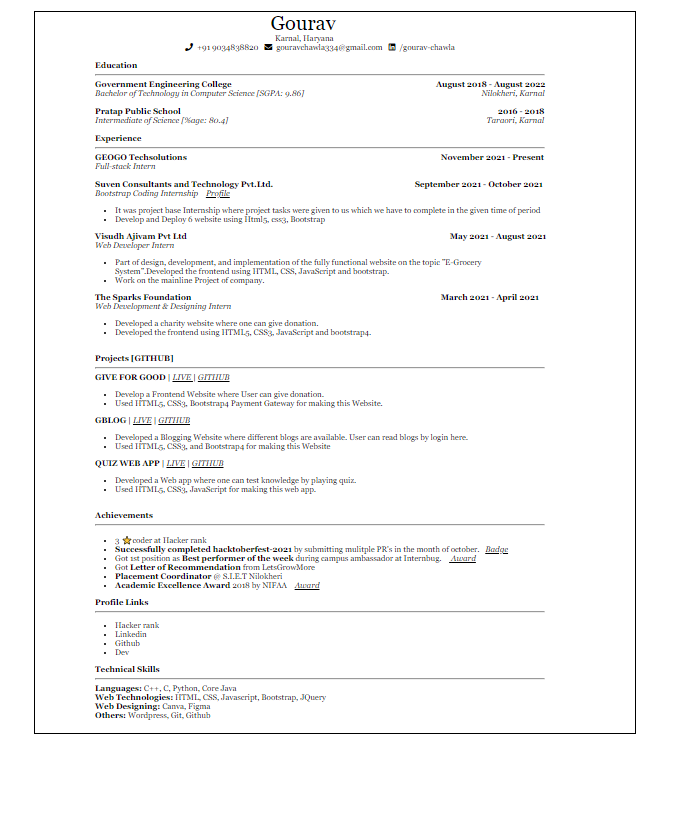 Gourav
Karnal, Haryana
+91 9034838820 gouravchawla334@gmail.com /gourav-chawla
Education
Government Engineering College August 2018 - August 2022
Bachelor of Technology in Computer Science [SGPA: 9.86] Nilokheri, Karnal
Pratap Public School 2016 - 2018
Intermediate of Science [%age: 80.4] Taraori, Karnal
Experience
GEOGO Techsolutions November 2021 - Present
Full-stack Intern
Suven Consultants and Technology Pvt.Ltd. September 2021 - October 2021
Bootstrap Coding Internship Profile
• It was project base Internship where project tasks were given to us which we have to complete in the given time of period
• Develop and Deploy 6 website using Html5, css3, Bootstrap
Visudh Ajivam Pvt Ltd May 2021 - August 2021
Web Developer Intern
• Part of design, development, and implementation of the fully functional website on the topic "E-Grocery
System".Developed the frontend using HTML, CSS, JavaScript and bootstrap.
• Work on the mainline Project of company.
The Sparks Foundation March 2021 - April 2021
Web Development & Designing Intern
• Developed a charity website where one can give donation.
• Developed the frontend using HTML5, CSS3, JavaScript and bootstrap4.
Projects [GITHUB]
GIVE FOR GOOD | LIVE | GITHUB
• Develop a Frontend Website where User can give donation.
• Used HTML5, CSS3, Bootstrap4 Payment Gateway for making this Website.
GBLOG | LIVE | GITHUB
• Developed a Blogging Website where different blogs are available. User can read blogs by login here.
• Used HTML5, CSS3, and Bootstrap4 for making this Website
QUIZ WEB APP | LIVE | GITHUB
• Developed a Web app where one can test knowledge by playing quiz.
• Used HTML5, CSS3, JavaScript for making this web app.
Achievements
• 3 ⭐coder at Hacker rank
• Successfully completed hacktoberfest-2021 by submitting mulitple PR's in the month of october. Badge
• Got 1st position as Best performer of the week during campus ambassador at Internbug. Award
• Got Letter of Recommendation from LetsGrowMore
• Placement Coordinator @ S.I.E.T Nilokheri
• Academic Excellence Award 2018 by NIFAA Award
Profile Links
• Hacker rank
• Linkedin
• Github
• Dev
Technical Skills
Languages: C++, C, Python, Core Java
Web Technologies: HTML, CSS, Javascript, Bootstrap, JQuery
Web Designing: Canva, Figma
Others: Wordpress, Git, Github